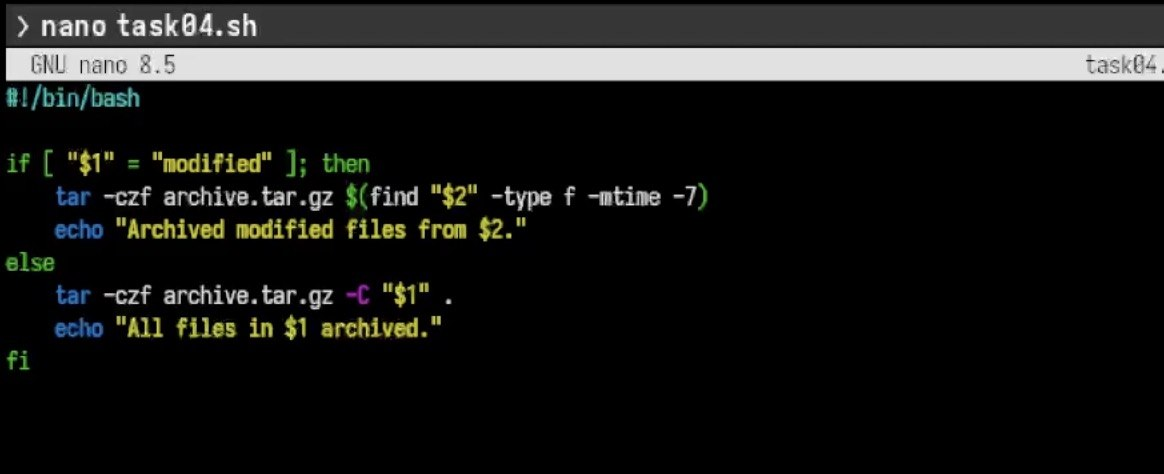 ❯ nano task04.sh
GNU nano 8.5 task04.
#!/bin/bash
if [ "$1" = "modified" ]; then
    tar -czf archive.tar.gz $(find "$2" -type f -mtime -7)
    echo "Archived modified files from $2."
else
    tar -czf archive.tar.gz -C "$1" .
    echo "All files in $1 archived."
fi